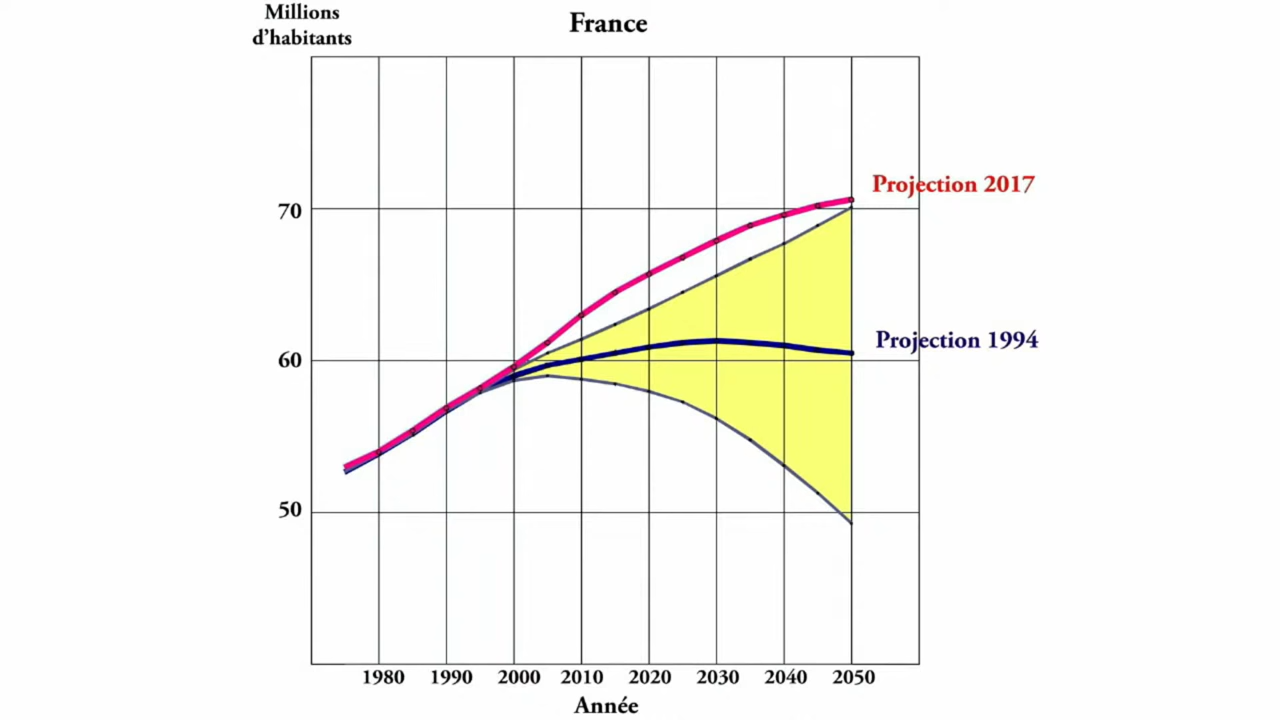 Millions
d'habitants
France
70
60
50
Projection 2017
Projection 1994
1980 1990 2000 2010 2020 2030 2040 2050
Année